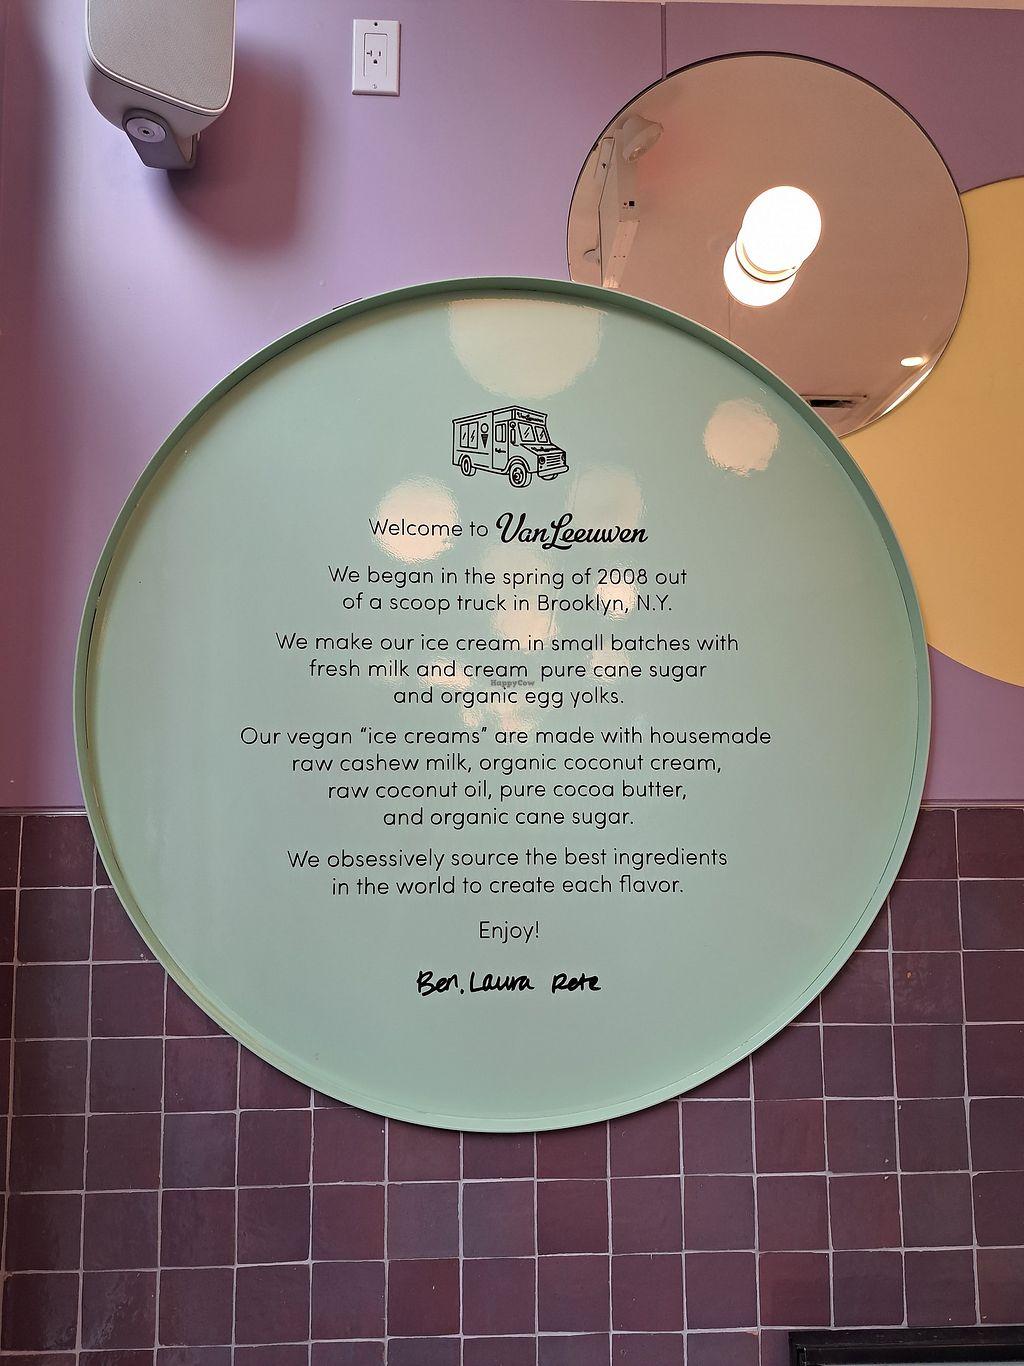 Welcome to Van Leeuwen
We began in the spring of 2008 out
of a scoop truck in Brooklyn, N.Y.
We make our ice cream in small batches with
fresh milk and cream pure cane sugar
HappyCow
and organic egg yolks.
Our vegan “ice creams” are made with housemade
raw cashew milk, organic coconut cream,
raw coconut oil, pure cocoa butter,
and organic cane sugar.
We obsessively source the best ingredients
in the world to create each flavor.
Enjoy!
Ben, Laura Pete